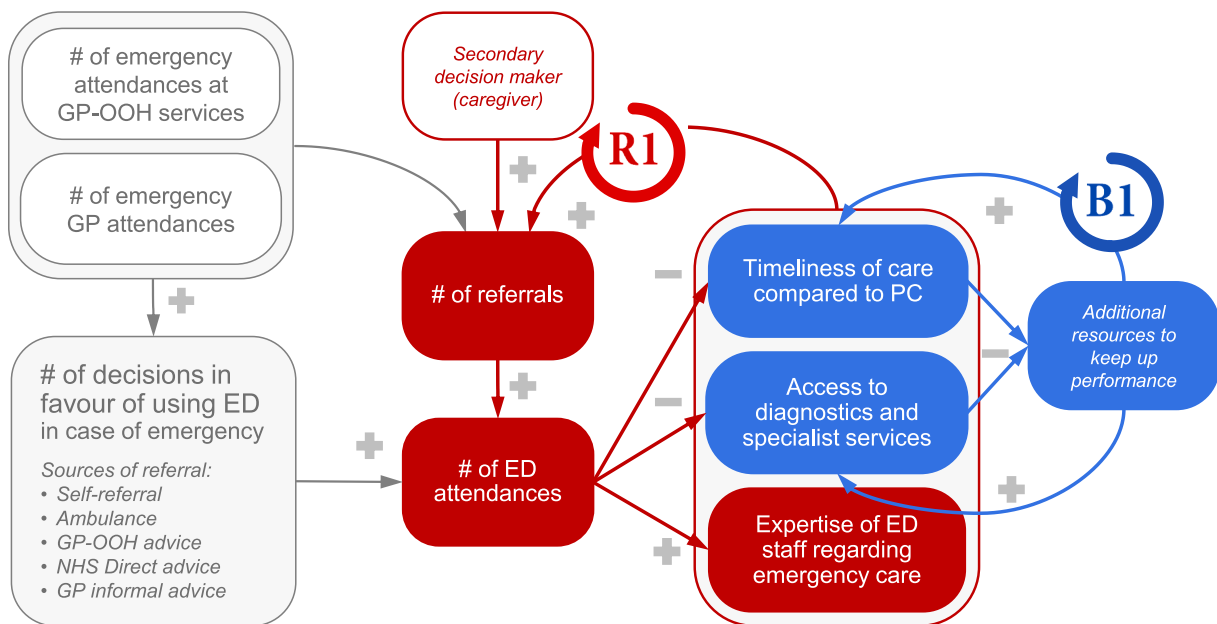 # of emergency
attendances at
GP-OOH services
# of emergency
GP attendances
+
# of decisions in
favour of using ED
in case of emergency
Sources of referral:
• Self-referral
• Ambulance
• GP-OOH advice
• NHS Direct advice
• GP informal advice
+
Secondary
decision maker
(caregiver)
+
R1
+
# of referrals
+
# of ED
attendances
−
−
+
Timeliness of care
compared to PC
Access to
diagnostics and
specialist services
Expertise of ED
staff regarding
emergency care
+
B1
−
Additional
resources to
keep up
performance
+